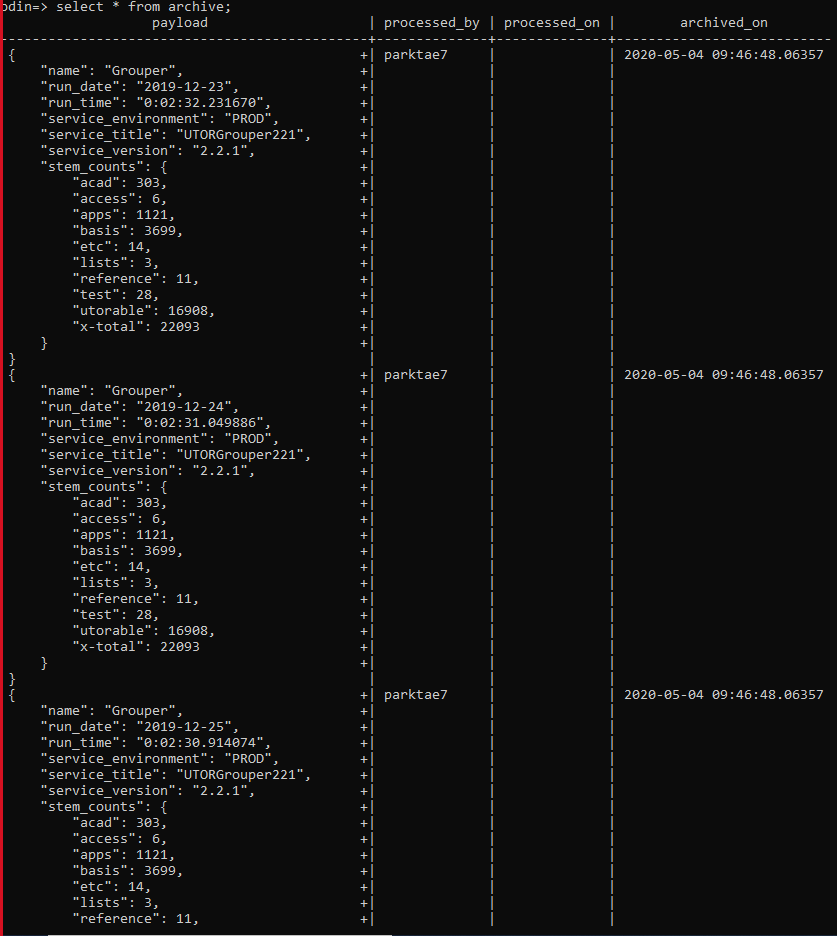 odin=> select * from archive;
                  payload                    | processed_by | processed_on |        archived_on
---------------------------------------------+--------------+--------------+---------------------------
 {                                          +| parktae7     |              | 2020-05-04 09:46:48.06357
     "name": "Grouper",                     +|              |              |
     "run_date": "2019-12-23",              +|              |              |
     "run_time": "0:02:32.231670",          +|              |              |
     "service_environment": "PROD",         +|              |              |
     "service_title": "UTORGrouper221",     +|              |              |
     "service_version": "2.2.1",            +|              |              |
     "stem_counts": {                       +|              |              |
         "acad": 303,                       +|              |              |
         "access": 6,                       +|              |              |
         "apps": 1121,                      +|              |              |
         "basis": 3699,                     +|              |              |
         "etc": 14,                         +|              |              |
         "lists": 3,                        +|              |              |
         "reference": 11,                   +|              |              |
         "test": 28,                        +|              |              |
         "utorable": 16908,                 +|              |              |
         "x-total": 22093                   +|              |              |
     }                                      +|              |              |
 }                                           |              |              |
 {                                          +| parktae7     |              | 2020-05-04 09:46:48.06357
     "name": "Grouper",                     +|              |              |
     "run_date": "2019-12-24",              +|              |              |
     "run_time": "0:02:31.049886",          +|              |              |
     "service_environment": "PROD",         +|              |              |
     "service_title": "UTORGrouper221",     +|              |              |
     "service_version": "2.2.1",            +|              |              |
     "stem_counts": {                       +|              |              |
         "acad": 303,                       +|              |              |
         "access": 6,                       +|              |              |
         "apps": 1121,                      +|              |              |
         "basis": 3699,                     +|              |              |
         "etc": 14,                         +|              |              |
         "lists": 3,                        +|              |              |
         "reference": 11,                   +|              |              |
         "test": 28,                        +|              |              |
         "utorable": 16908,                 +|              |              |
         "x-total": 22093                   +|              |              |
     }                                      +|              |              |
 }                                           |              |              |
 {                                          +| parktae7     |              | 2020-05-04 09:46:48.06357
     "name": "Grouper",                     +|              |              |
     "run_date": "2019-12-25",              +|              |              |
     "run_time": "0:02:30.914074",          +|              |              |
     "service_environment": "PROD",         +|              |              |
     "service_title": "UTORGrouper221",     +|              |              |
     "service_version": "2.2.1",            +|              |              |
     "stem_counts": {                       +|              |              |
         "acad": 303,                       +|              |              |
         "access": 6,                       +|              |              |
         "apps": 1121,                      +|              |              |
         "basis": 3699,                     +|              |              |
         "etc": 14,                         +|              |              |
         "lists": 3,                        +|              |              |
         "reference": 11,                   +|              |              |